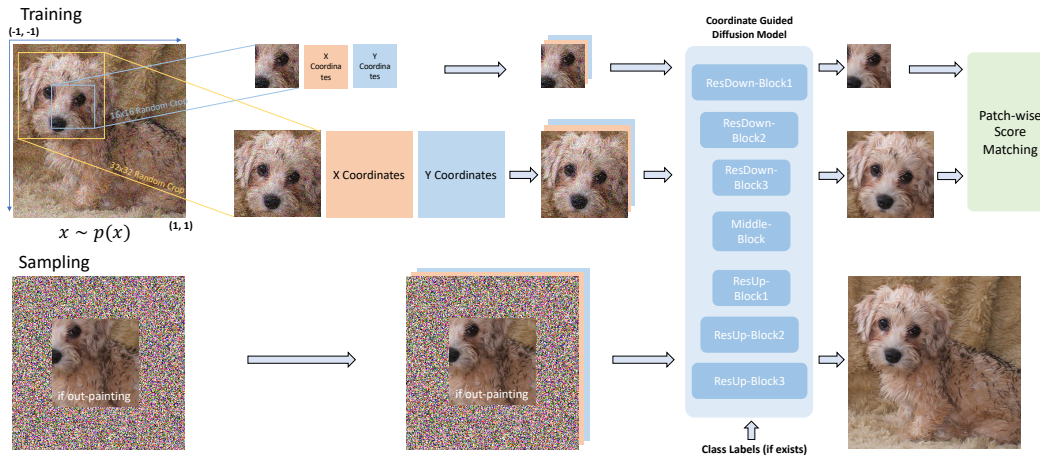 Training
(-1, -1)
16x16 Random Crop
32x32 Random Crop
(1, 1)
x ~ p(x)
X
Coordina
tes
Y
Coordina
tes
X Coordinates
Y Coordinates
Coordinate Guided
Diffusion Model
ResDown-Block1
ResDown-
Block2
ResDown-
Block3
Middle-
Block
ResUp-
Block1
ResUp-Block2
ResUp-Block3
Class Labels (if exists)
Patch-wise
Score
Matching
Sampling
if out-painting
if out-painting